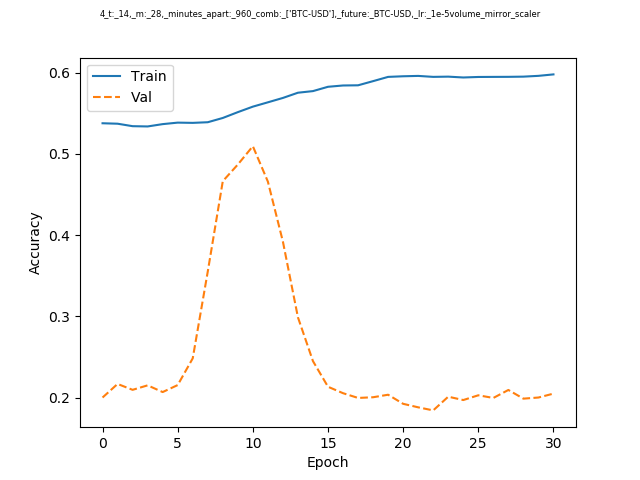 4_t:_14,_m:_28,_minutes_apart:_960_comb:_['BTC-USD'],_future:_BTC-USD,_lr:_1e-5volume_mirror_scaler
Train
Val
0.6
0.5
0.4
0.3
0.2
Accuracy
0 5 10 15 20 25 30
Epoch